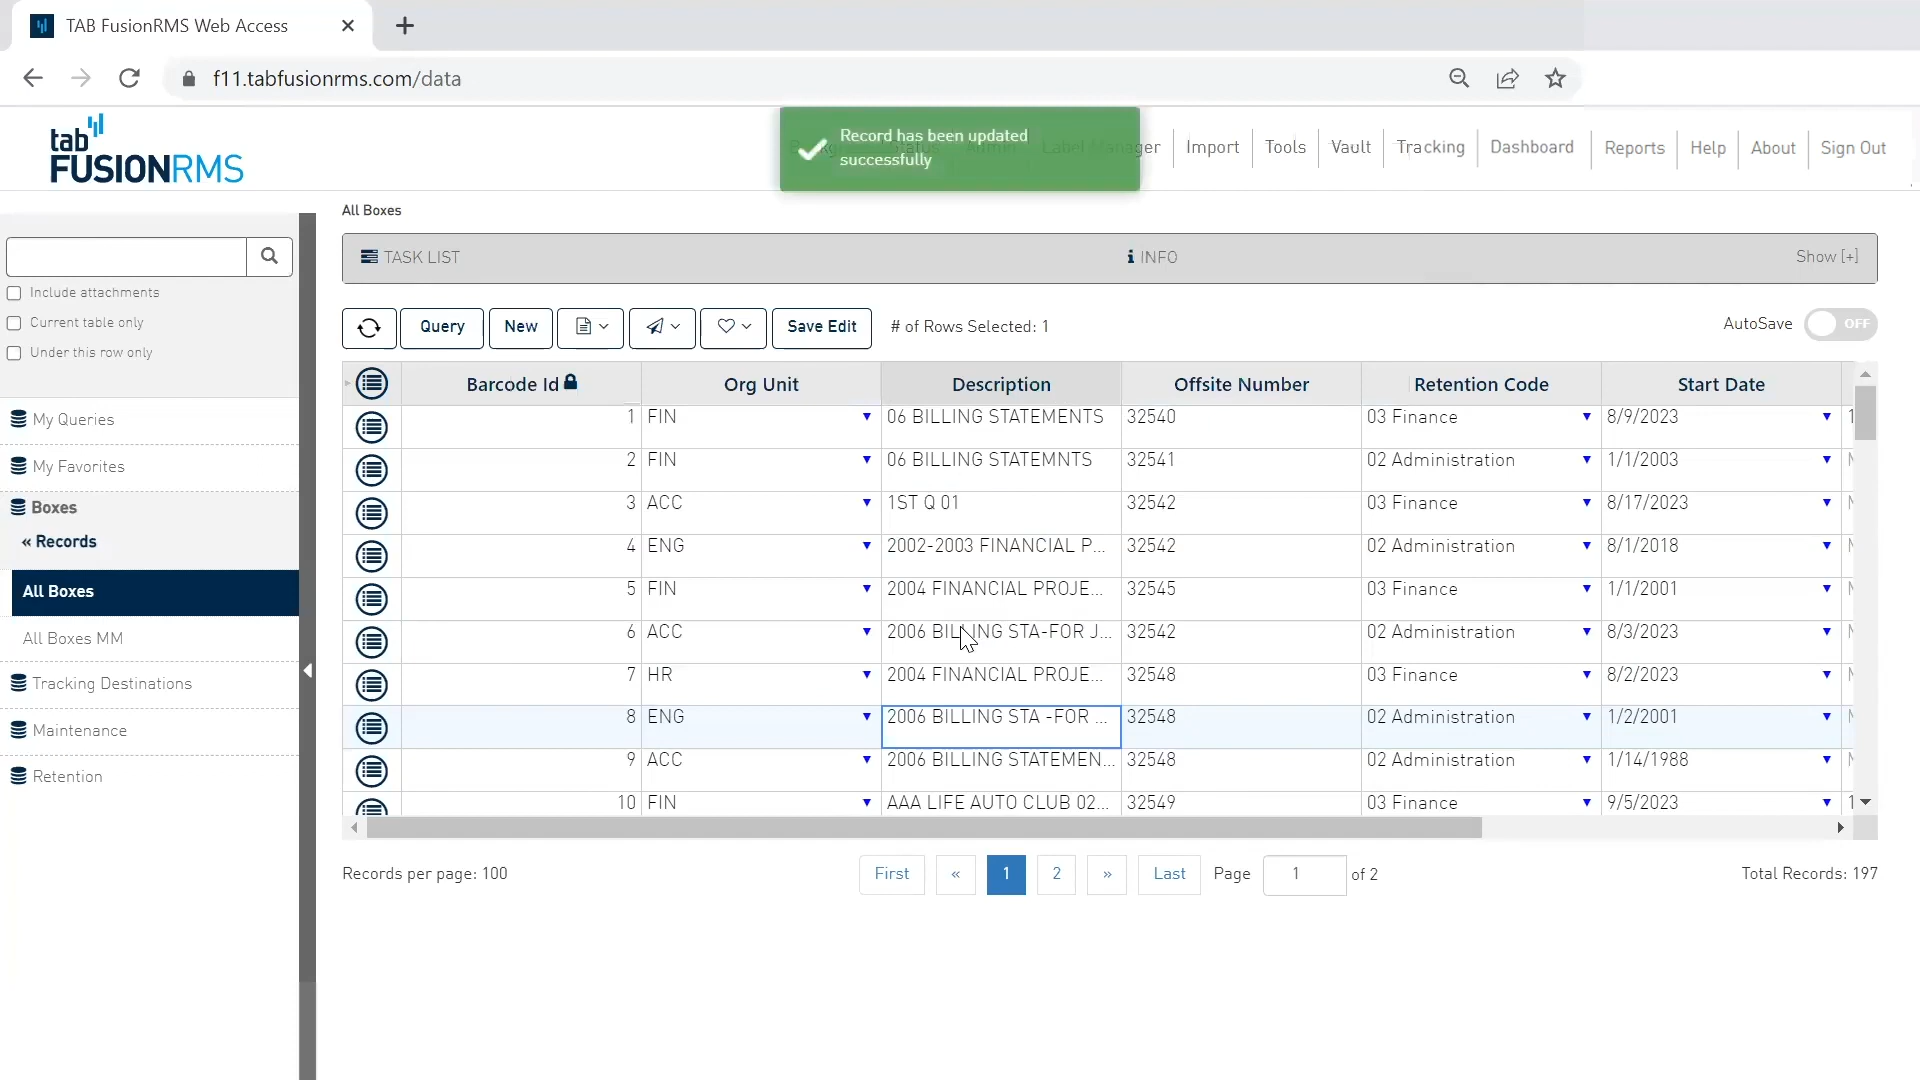 TAB FusionRMS Web Access
f11.tabfusionrms.com/data
tab
FUSIONRMS
Record has been updated
successfully
Label Manager
Import
Tools
Vault
Tracking
Dashboard
Reports
Help
About
Sign Out
Include attachments
Current table only
Under this row only
My Queries
My Favorites
Boxes
« Records
All Boxes
All Boxes MM
Tracking Destinations
Maintenance
Retention
All Boxes
TASK LIST
INFO
Show [+]
Query
New
Save Edit
# of Rows Selected: 1
AutoSave
OFF
Barcode Id Org Unit Description Offsite Number Retention Code Start Date
1 FIN 06 BILLING STATEMENTS 32540 03 Finance 8/9/2023 1
2 FIN 06 BILLING STATEMNTS 32541 02 Administration 1/1/2003
3 ACC 1ST Q 01 32542 03 Finance 8/17/2023
4 ENG 2002-2003 FINANCIAL P... 32542 02 Administration 8/1/2018
5 FIN 2004 FINANCIAL PROJE... 32545 03 Finance 1/1/2001
6 ACC 2006 BILLING STA-FOR J... 32542 02 Administration 8/3/2023
7 HR 2004 FINANCIAL PROJE... 32548 03 Finance 8/2/2023
8 ENG 2006 BILLING STA -FOR ... 32548 02 Administration 1/2/2001
9 ACC 2006 BILLING STATEMEN... 32548 02 Administration 1/14/1988
10 FIN AAA LIFE AUTO CLUB 02... 32549 03 Finance 9/5/2023 1
Records per page: 100
First
«
1
2
»
Last
Page 1 of 2
Total Records: 197